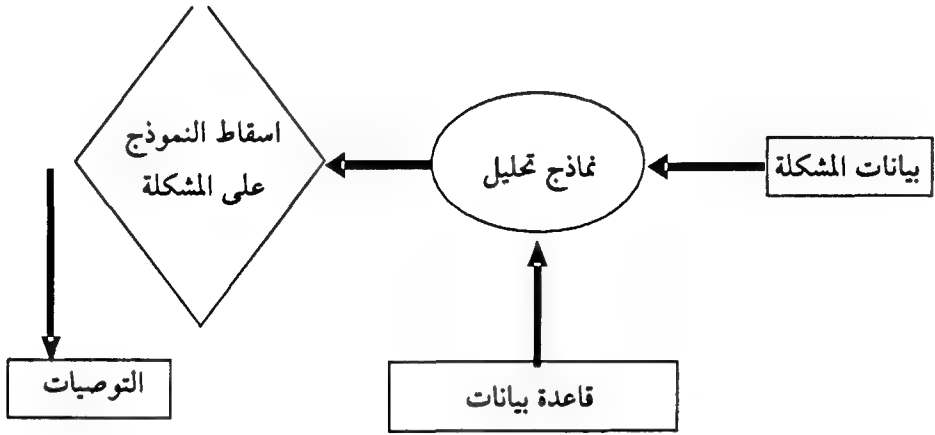 بيانات المشكلة
نماذج تحليل
اسقاط النموذج
على المشكلة
قاعدة بيانات
التوصيات